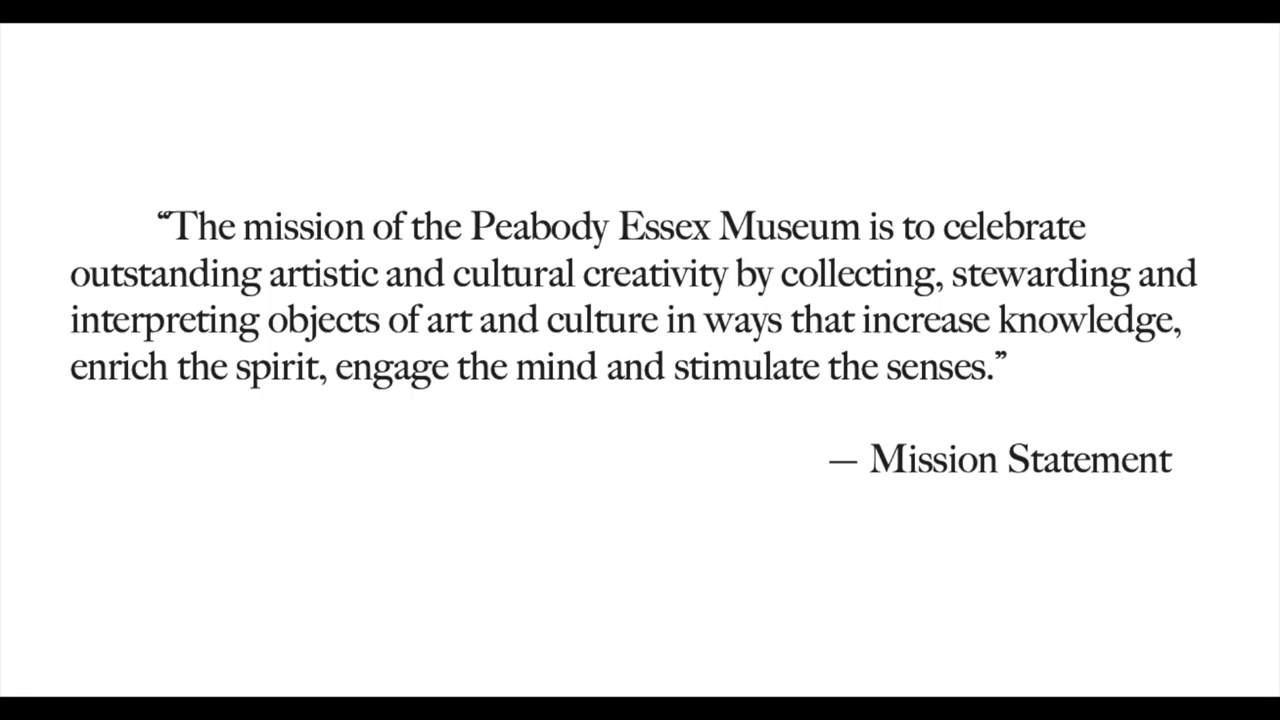 “The mission of the Peabody Essex Museum is to celebrate
outstanding artistic and cultural creativity by collecting, stewarding and
interpreting objects of art and culture in ways that increase knowledge,
enrich the spirit, engage the mind and stimulate the senses.”
— Mission Statement